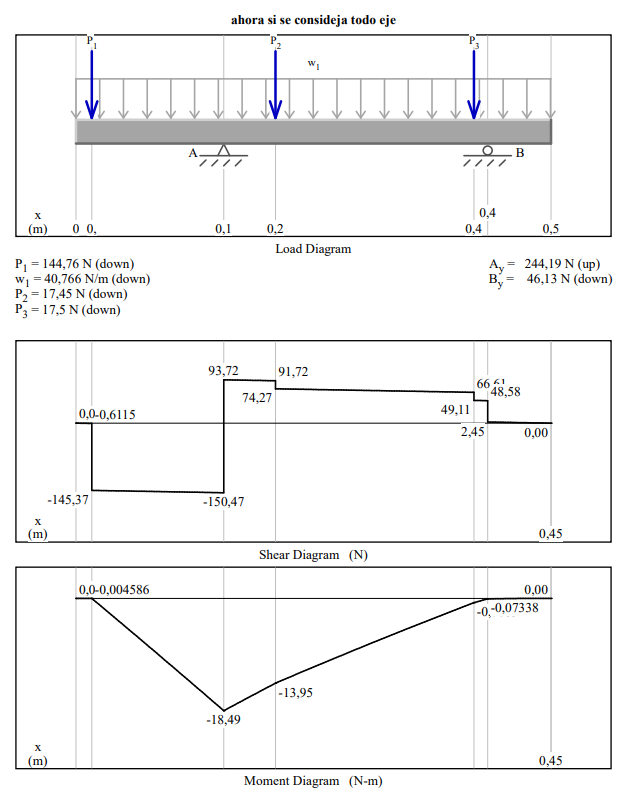 ahora si se consideja todo eje
P1 P2 P3
w1
A B
0,4
x
(m) 0 0, 0,1 0,2 0,4 0,5
Load Diagram
P1 = 144,76 N (down)
w1 = 40,766 N/m (down)
P2 = 17,45 N (down)
P3 = 17,5 N (down)
Ay = 244,19 N (up)
By = 46,13 N (down)
93,72 91,72
74,27 48,58
49,11
0,0 -0,6115
2,45 0,00
-145,37 -150,47
x
(m) 0,45
Shear Diagram (N)
0,0 -0,004586 0,00
-0,07338
-13,95
-18,49
x
(m) 0,45
Moment Diagram (N-m)